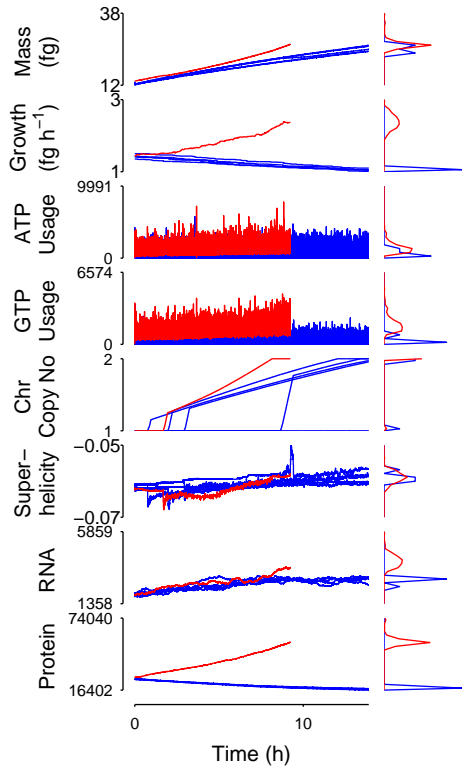 38
Mass
(fg)
12
3
Growth
(fg h⁻¹)
1
9991
ATP
Usage
0
6574
GTP
Usage
0
2
Chr
Copy No
1
−0.05
Super−
helicity
−0.07
5859
RNA
1358
74040
Protein
16402
0 10
Time (h)